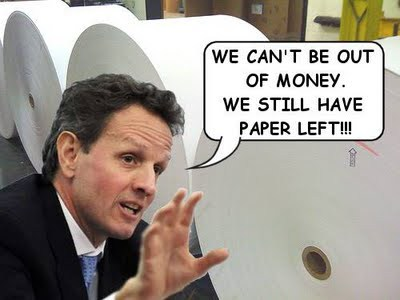 WE CAN'T BE OUT
OF MONEY.
WE STILL HAVE
PAPER LEFT!!!